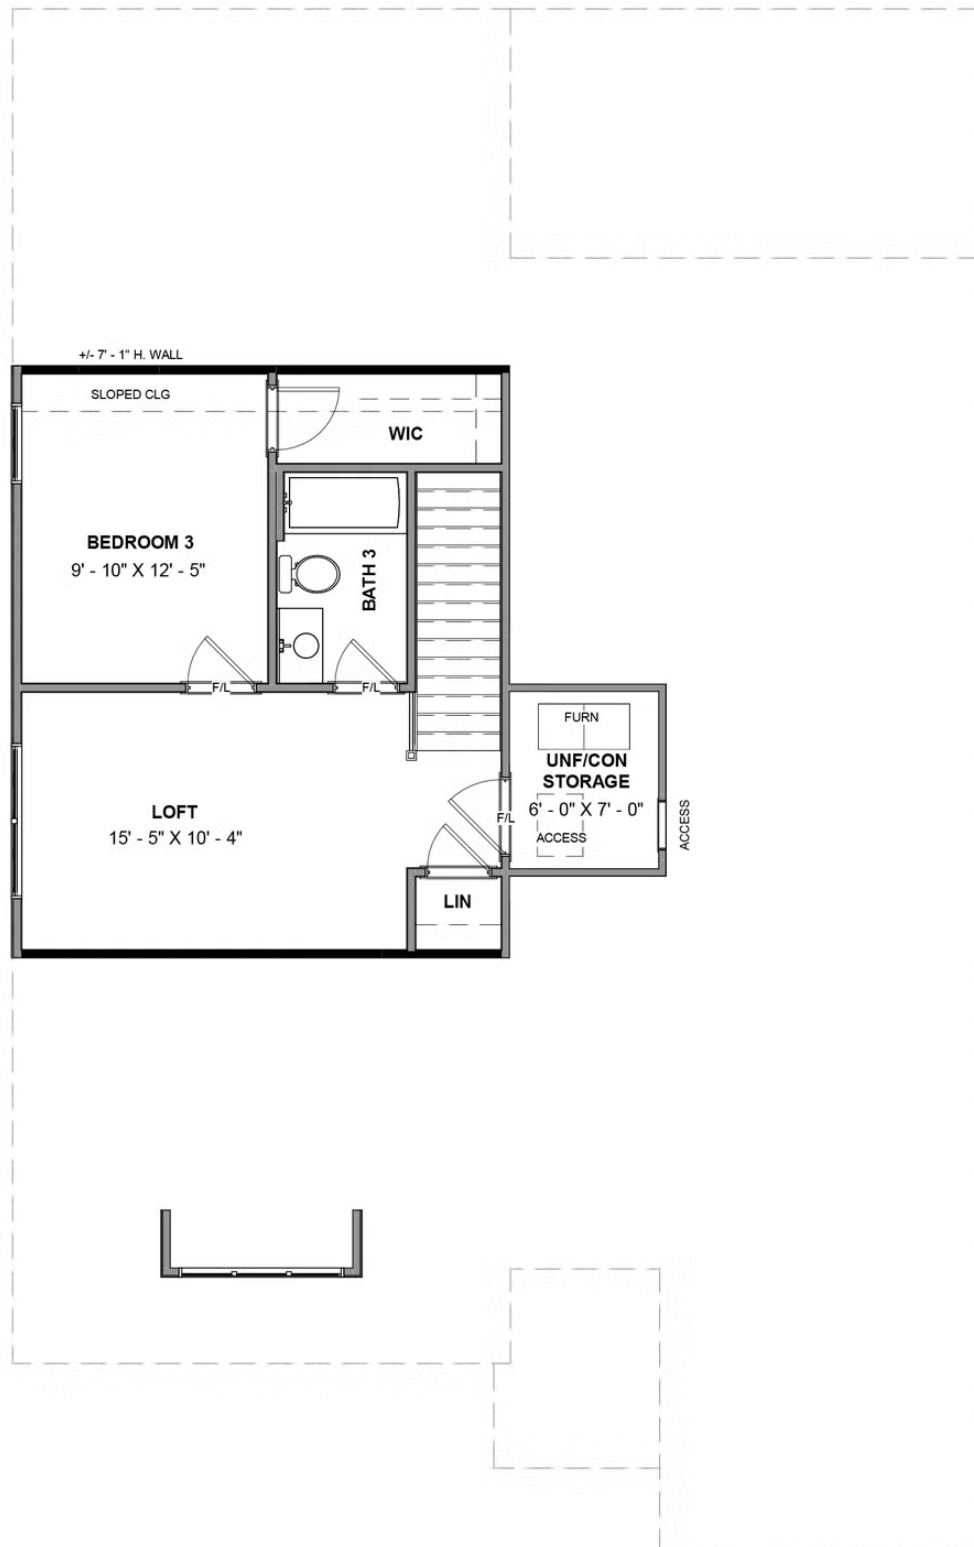 +/- 7' - 1" H. WALL
SLOPED CLG
WIC
BEDROOM 3
9' - 10" X 12' - 5"
BATH 3
F/L
F/L
FURN
UNF/CON
STORAGE
6' - 0" X 7' - 0"
ACCESS
ACCESS
F/L
LOFT
15' - 5" X 10' - 4"
LIN